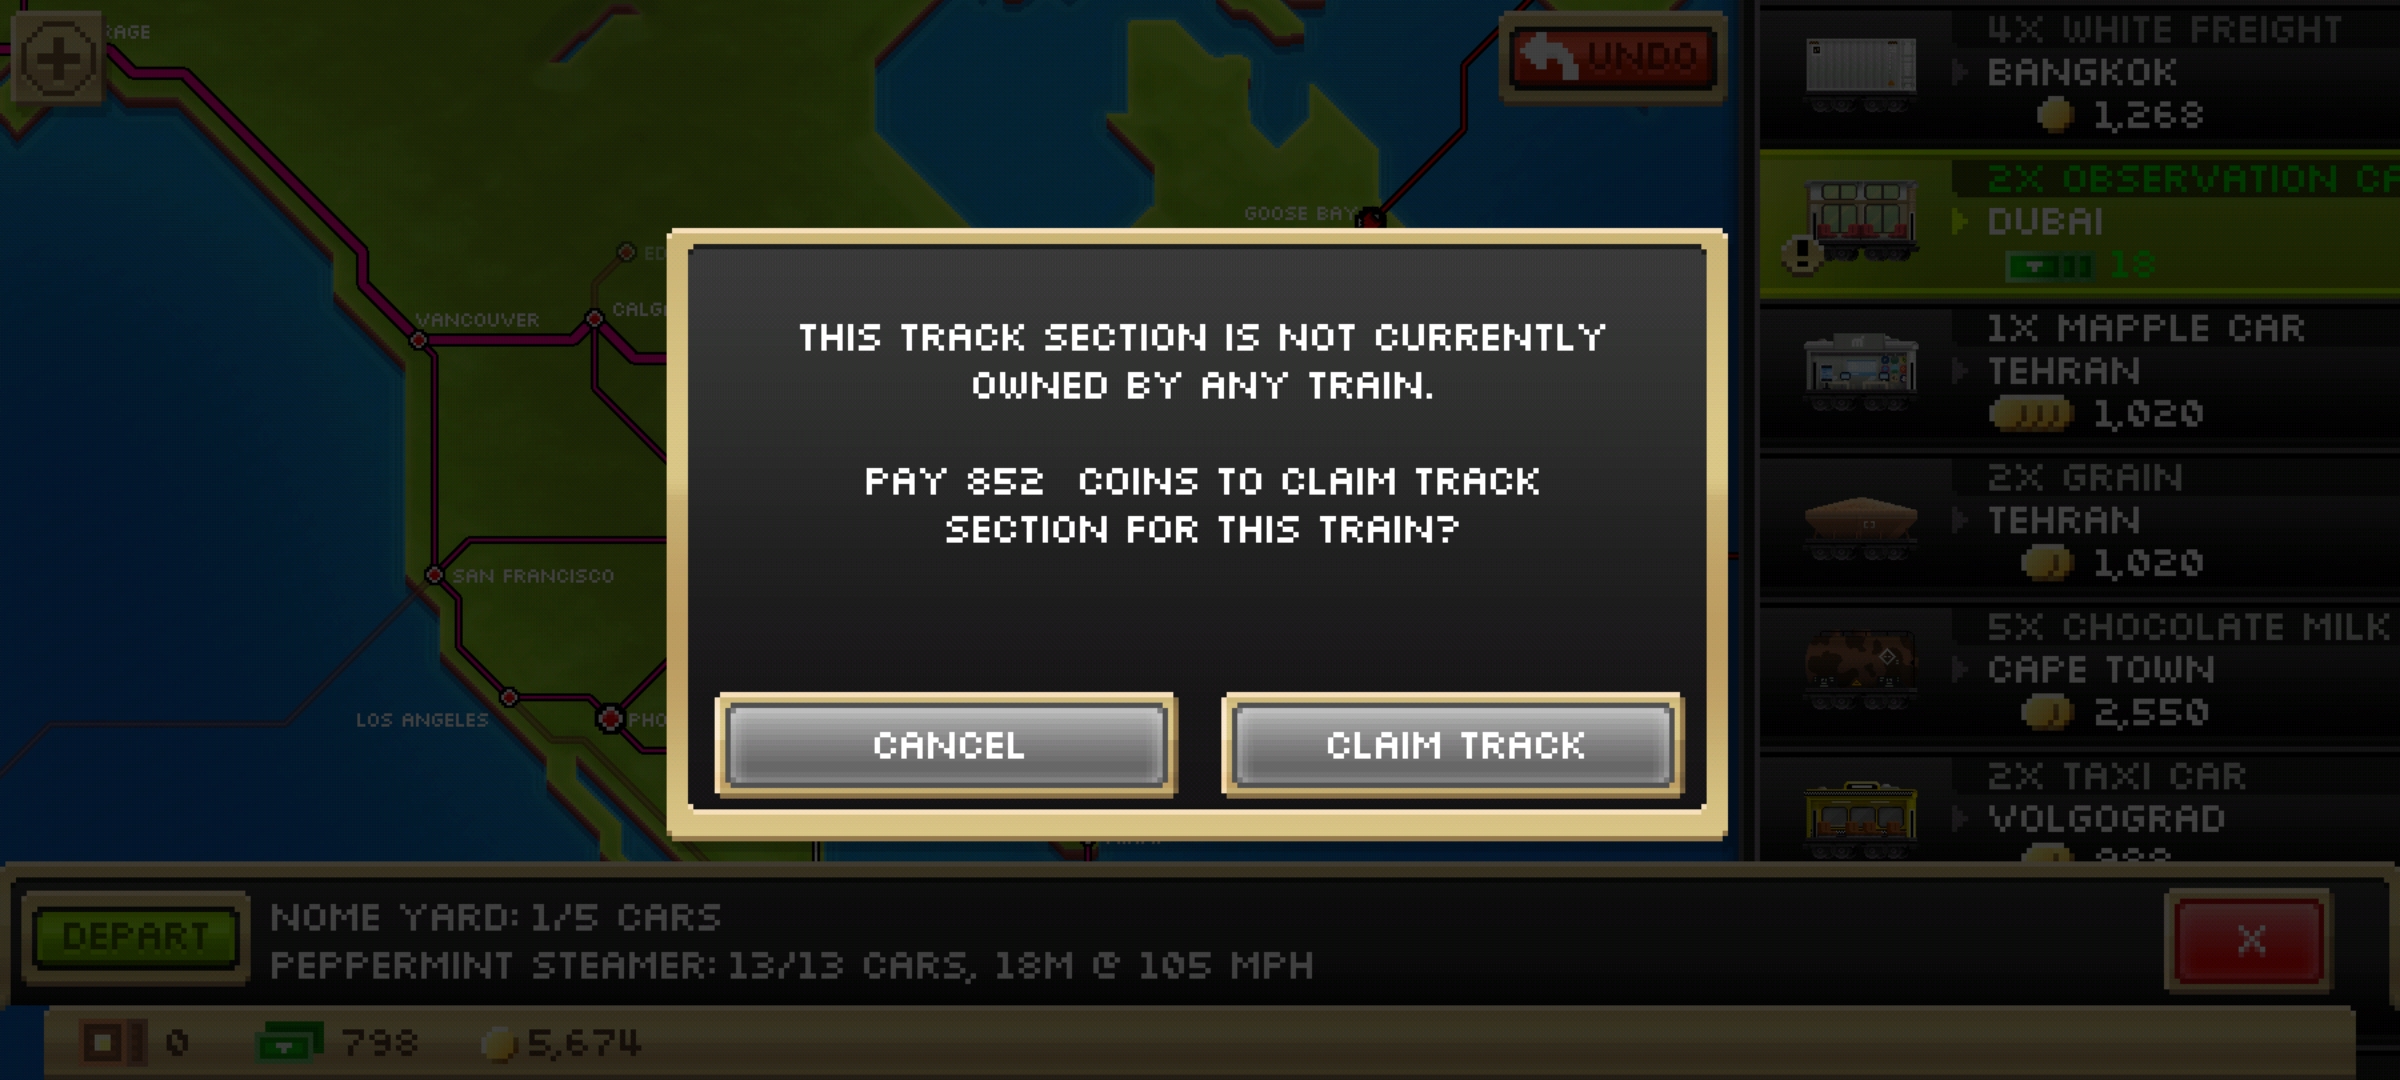 UNDO
VANCOUVER
GOOSE BAY
SAN FRANCISCO
LOS ANGELES
THIS TRACK SECTION IS NOT CURRENTLY
OWNED BY ANY TRAIN.
PAY 852 COINS TO CLAIM TRACK
SECTION FOR THIS TRAIN?
CANCEL
CLAIM TRACK
4X WHITE FREIGHT
BANGKOK
1,268
2X OBSERVATION
DUBAI
18
1X MAPPLE CAR
TEHRAN
1,020
2X GRAIN
TEHRAN
1,020
5X CHOCOLATE MILK
CAPE TOWN
2,550
2X TAXI CAR
VOLGOGRAD
DEPART
NOME YARD: 1/5 CARS
PEPPERMINT STEAMER: 13/13 CARS, 18M @ 105 MPH
X
0
798
5,674